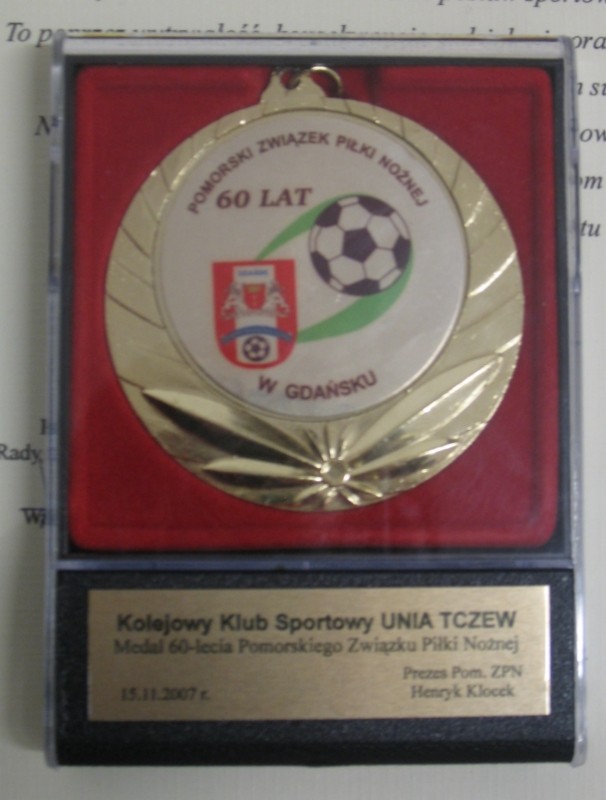 To
POMORSKI ZWIĄZEK PIŁKI NOŻNEJ
60 LAT
W GDAŃSKU
Kolejowy Klub Sportowy UNIA TCZEW
Medal 60-lecia Pomorskiego Związku Piłki Nożnej
Prezes Pom. ZPN
15.11.2007 r. Henryk Klocek